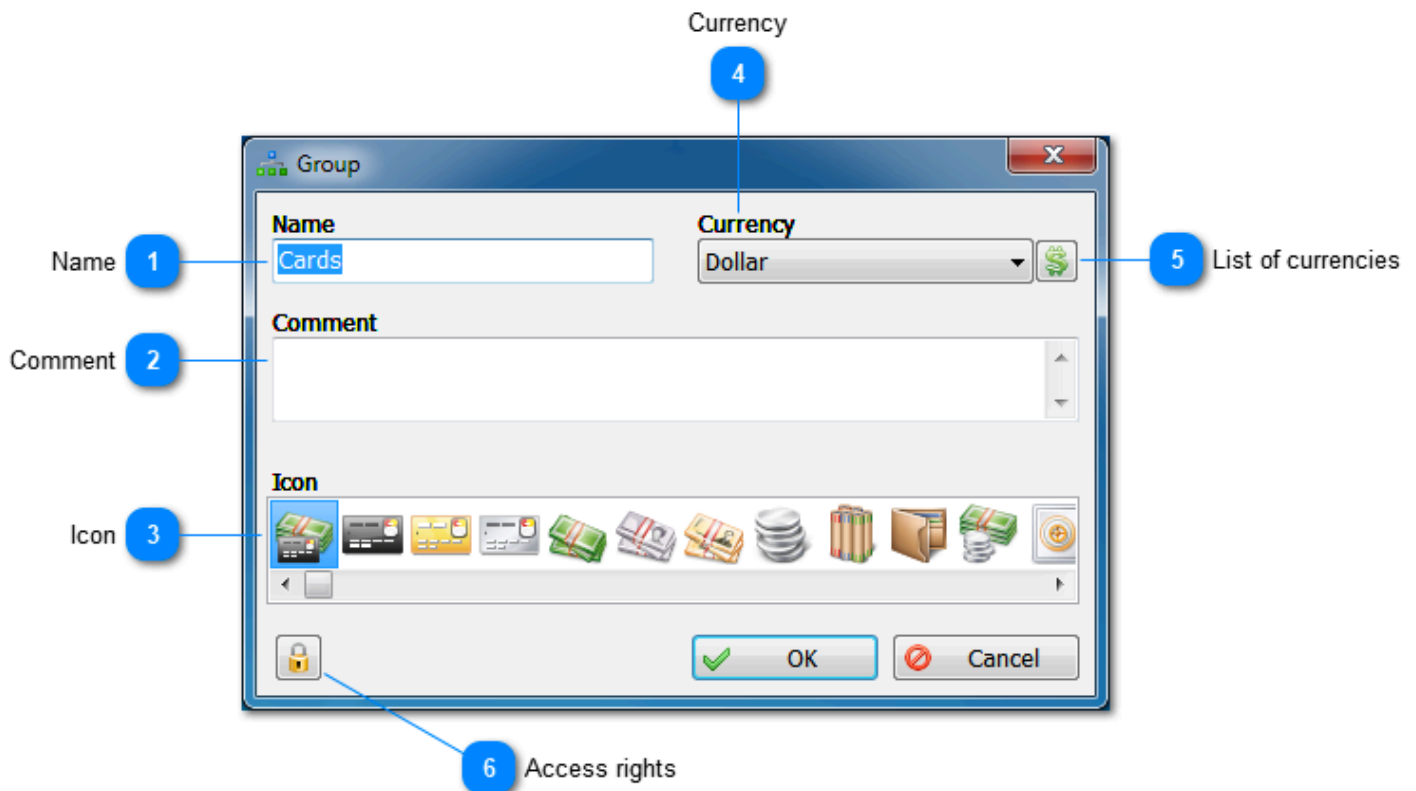 Currency
4
Group
Name
Currency
Name 1 Cards
Dollar
5 List of currencies
Comment
Comment 2
Icon
Icon 3
OK
Cancel
6 Access rights